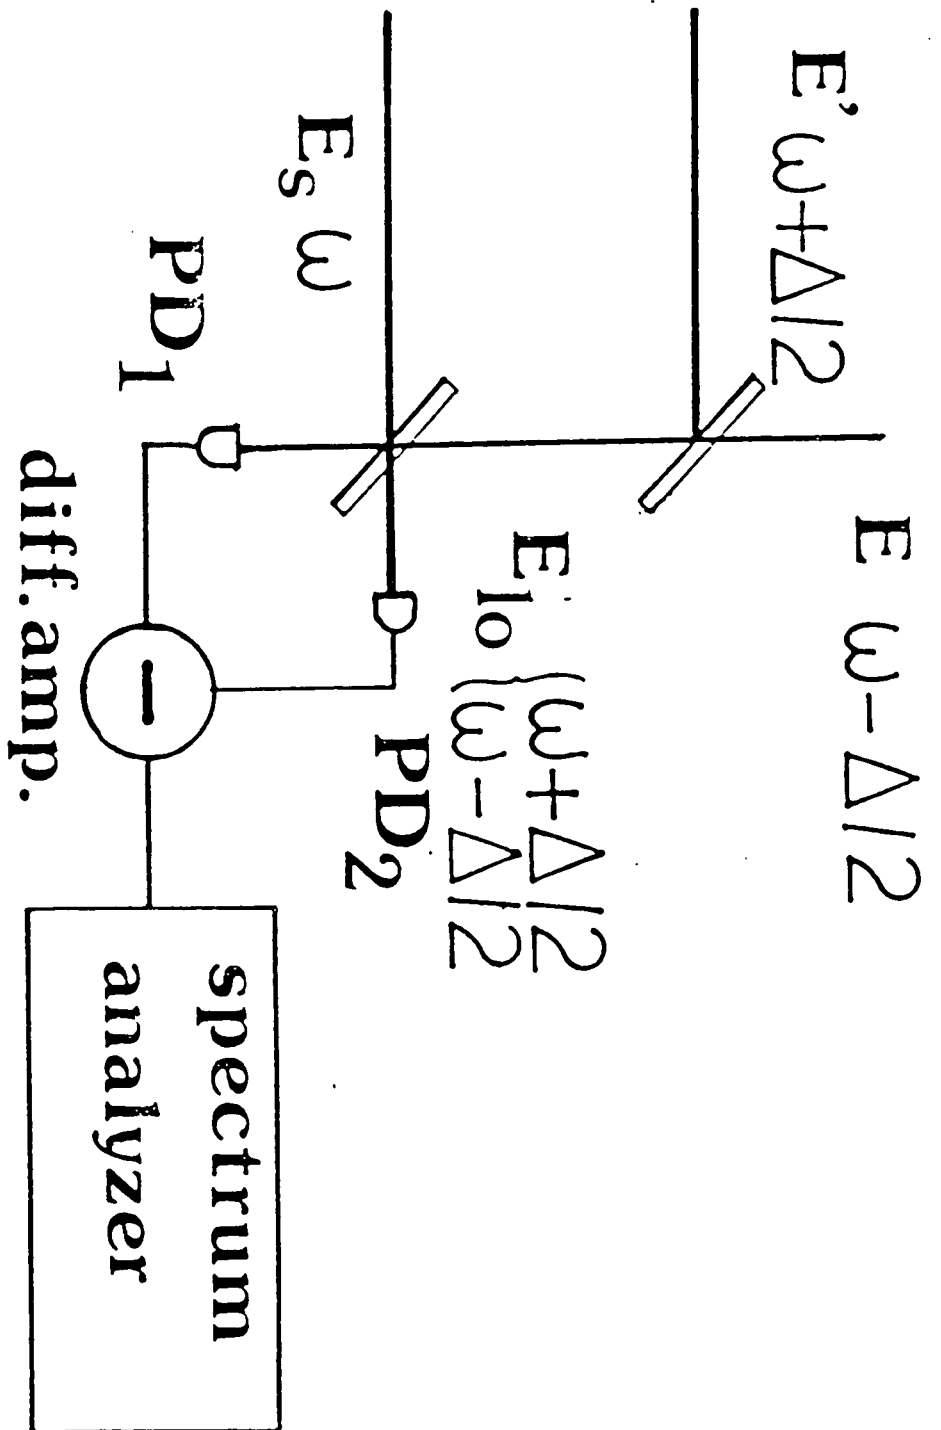 E' ω+Δ/2
E ω-Δ/2
E_s ω
E_lo { ω+Δ/2
ω-Δ/2
PD_1
PD_2
diff. amp.
spectrum
analyzer